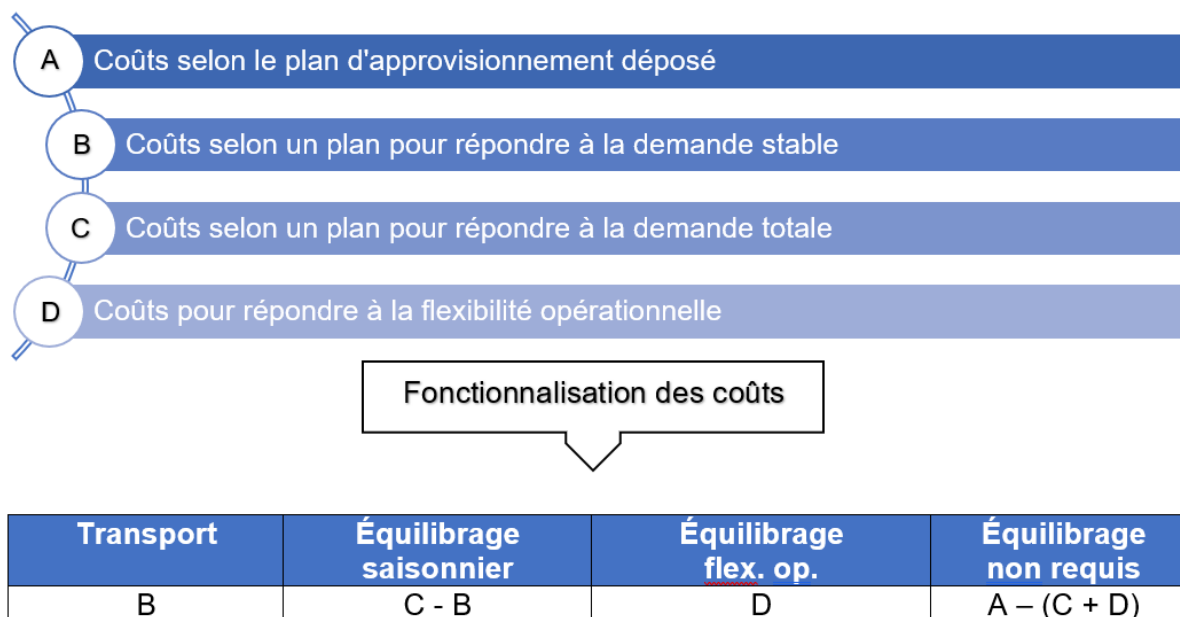 A Coûts selon le plan d'approvisionnement déposé
B Coûts selon un plan pour répondre à la demande stable
C Coûts selon un plan pour répondre à la demande totale
D Coûts pour répondre à la flexibilité opérationnelle
Fonctionnalisation des coûts
Transport Équilibrage Équilibrage Équilibrage
saisonnier flex. op. non requis
B C - B D A – (C + D)